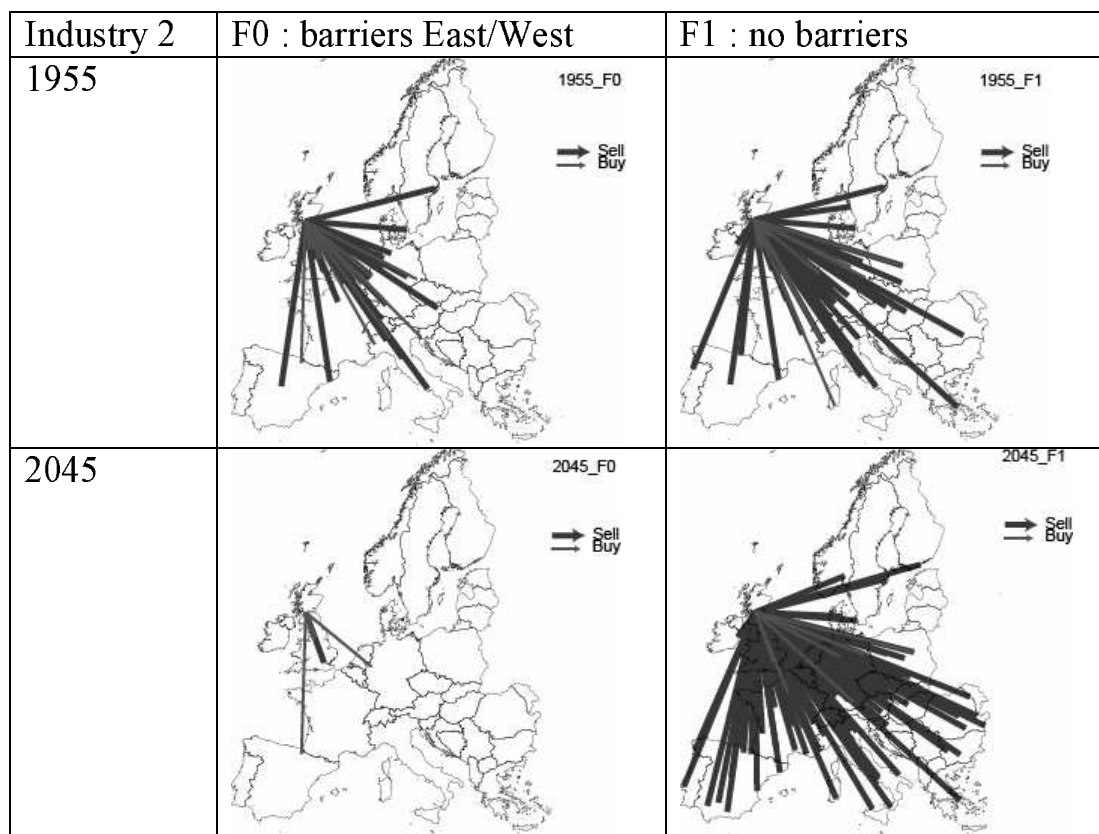 Industry 2
F0 : barriers East/West
F1 : no barriers
1955
1955_F0
Sell
Buy
1955_F1
Sell
Buy
2045
2045_F0
Sell
Buy
2045_F1
Sell
Buy